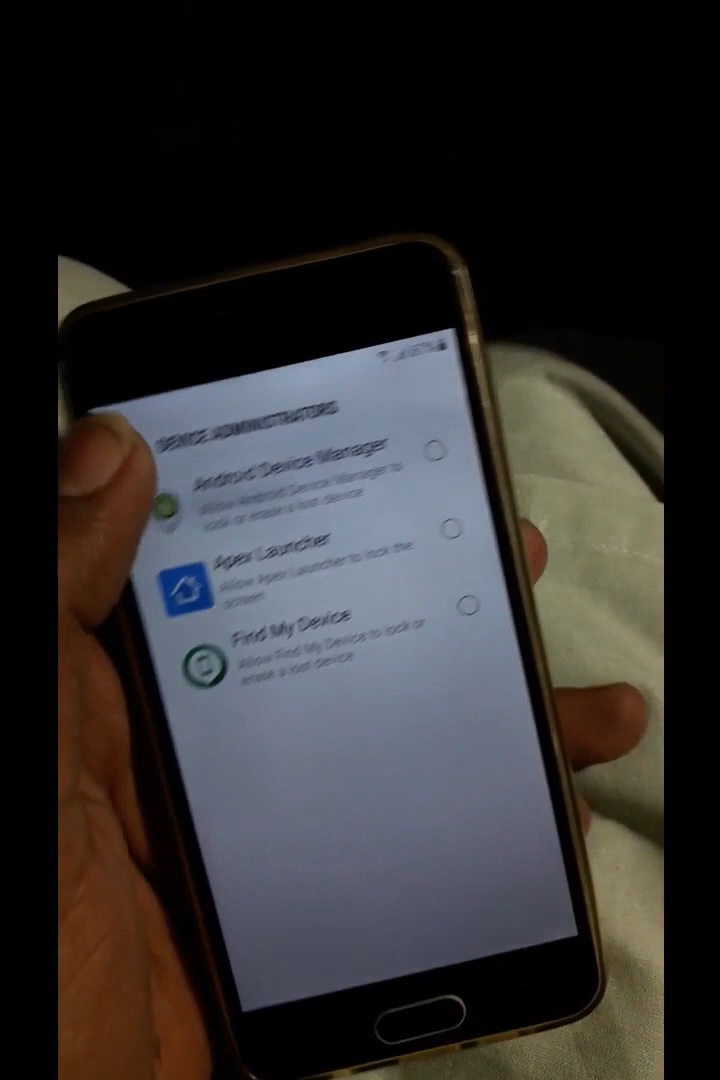 DEVICE ADMINISTRATORS
Android Device Manager
Allow Android Device Manager to
lock or erase a lost device
Apex Launcher
Allow Apex Launcher to lock the
screen
Find My Device
Allow Find My Device to lock or
erase a lost device